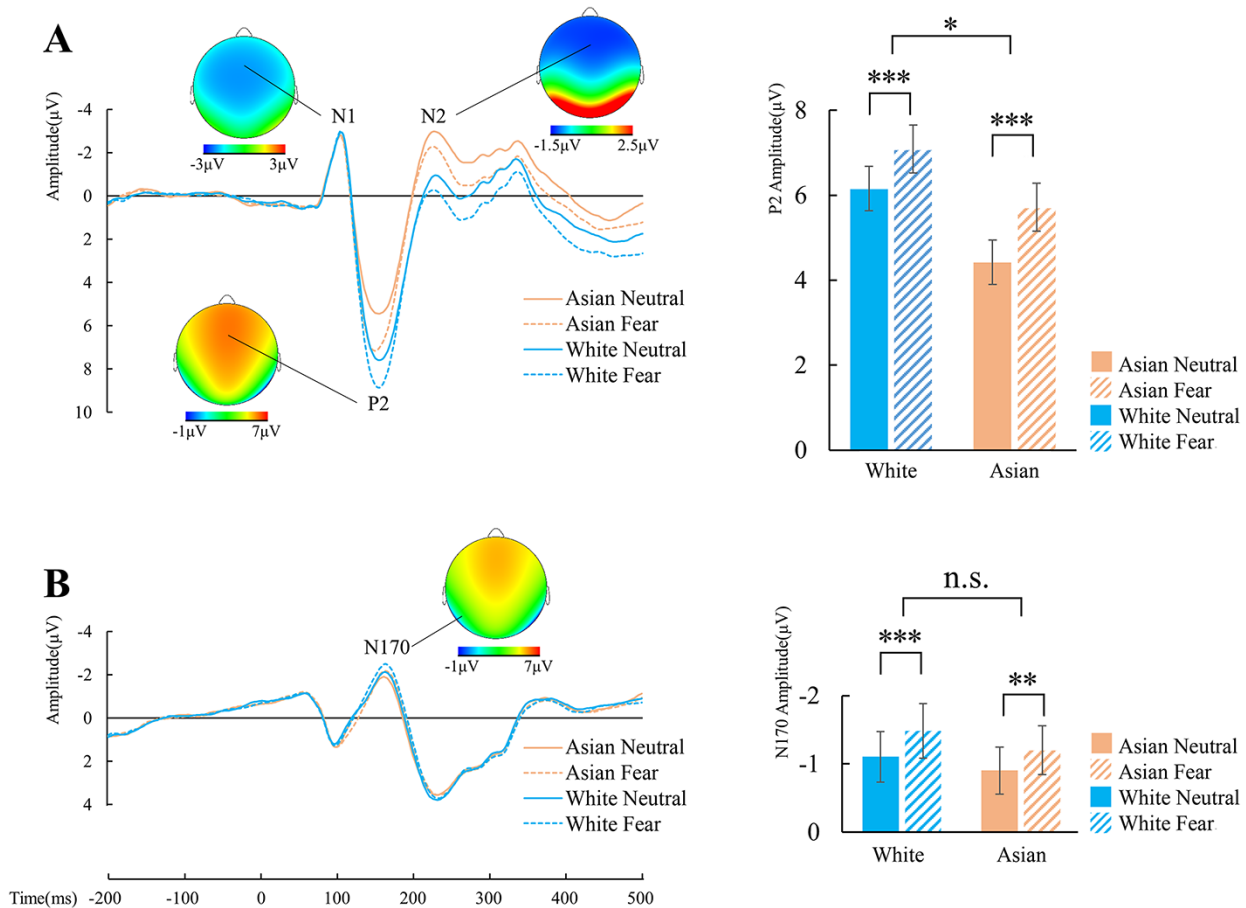 A
-3µV 3µV
N1
N2
-1.5µV 2.5µV
Amplitude(µV)
-4
-2
0
2
4
6
8
10
-1µV 7µV
P2
Asian Neutral
Asian Fear
White Neutral
White Fear
*
***
***
P2 Amplitude(µV)
8
6
4
2
0
White Asian
Asian Neutral
Asian Fear
White Neutral
White Fear
B
N170
-1µV 7µV
Amplitude(µV)
-4
-2
0
2
4
Asian Neutral
Asian Fear
White Neutral
White Fear
Time(ms) -200 -100 0 100 200 300 400 500
n.s.
***
**
N170 Amplitude(µV)
-2
-1
0
White Asian
Asian Neutral
Asian Fear
White Neutral
White Fear